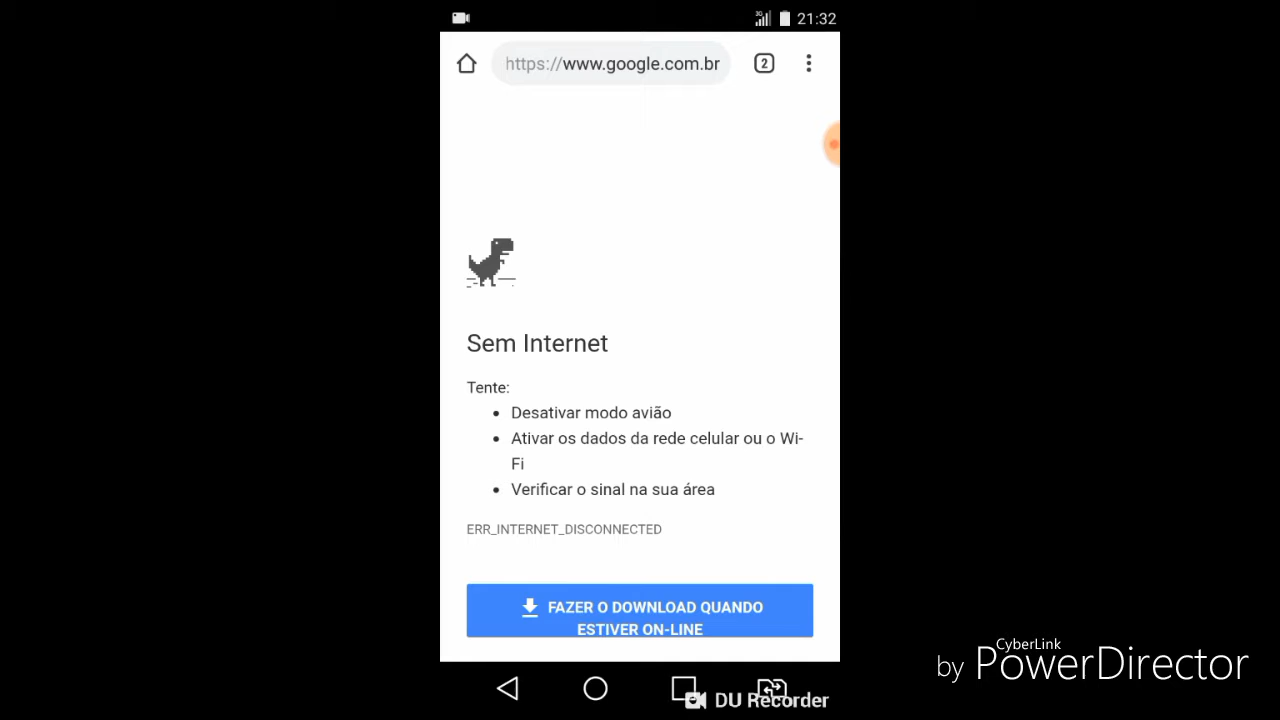 3G
21:32
https://www.google.com.br
2
Sem Internet
Tente:
• Desativar modo avião
• Ativar os dados da rede celular ou o Wi-
Fi
• Verificar o sinal na sua área
ERR_INTERNET_DISCONNECTED
FAZER O DOWNLOAD QUANDO
ESTIVER ON-LINE
CyberLink
by PowerDirector
DU Recorder